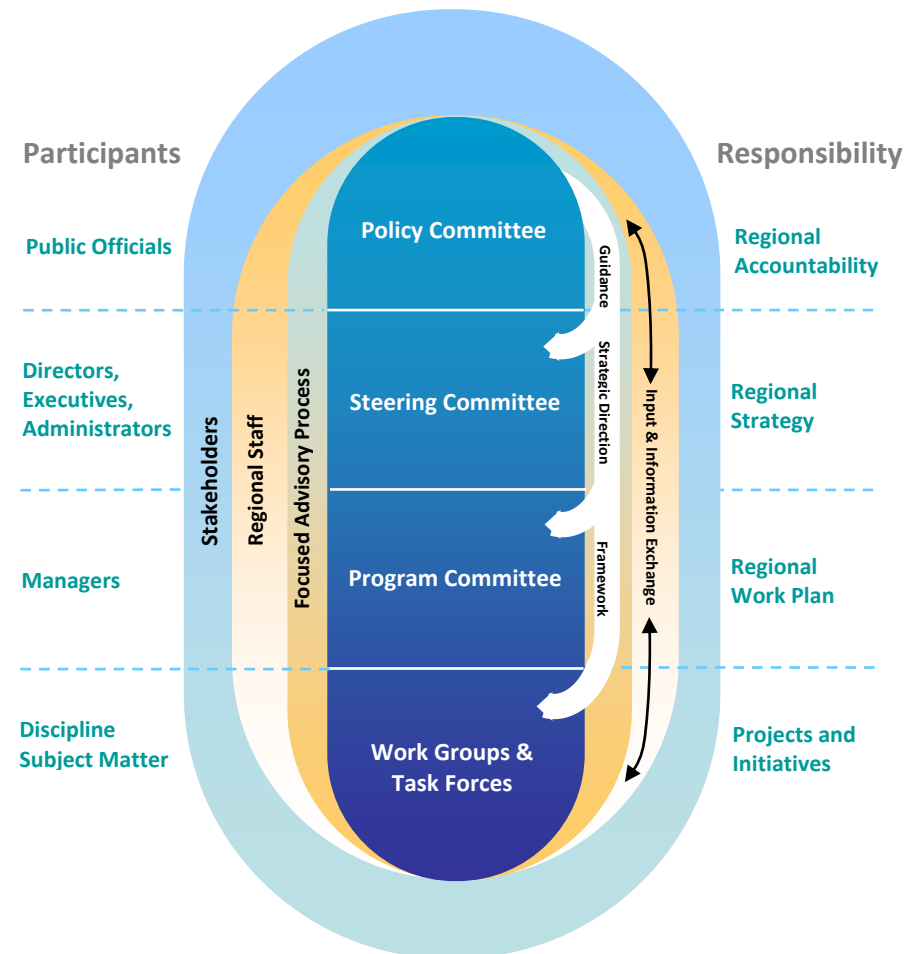 Participants
Responsibility
Public Officials
Policy Committee
Guidance
Regional
Accountability
Directors,
Executives,
Administrators
Stakeholders
Regional Staff
Focused Advisory Process
Steering Committee
Strategic Direction
Input & Information Exchange
Regional
Strategy
Managers
Program Committee
Framework
Regional
Work Plan
Discipline
Subject Matter
Work Groups &
Task Forces
Projects and
Initiatives